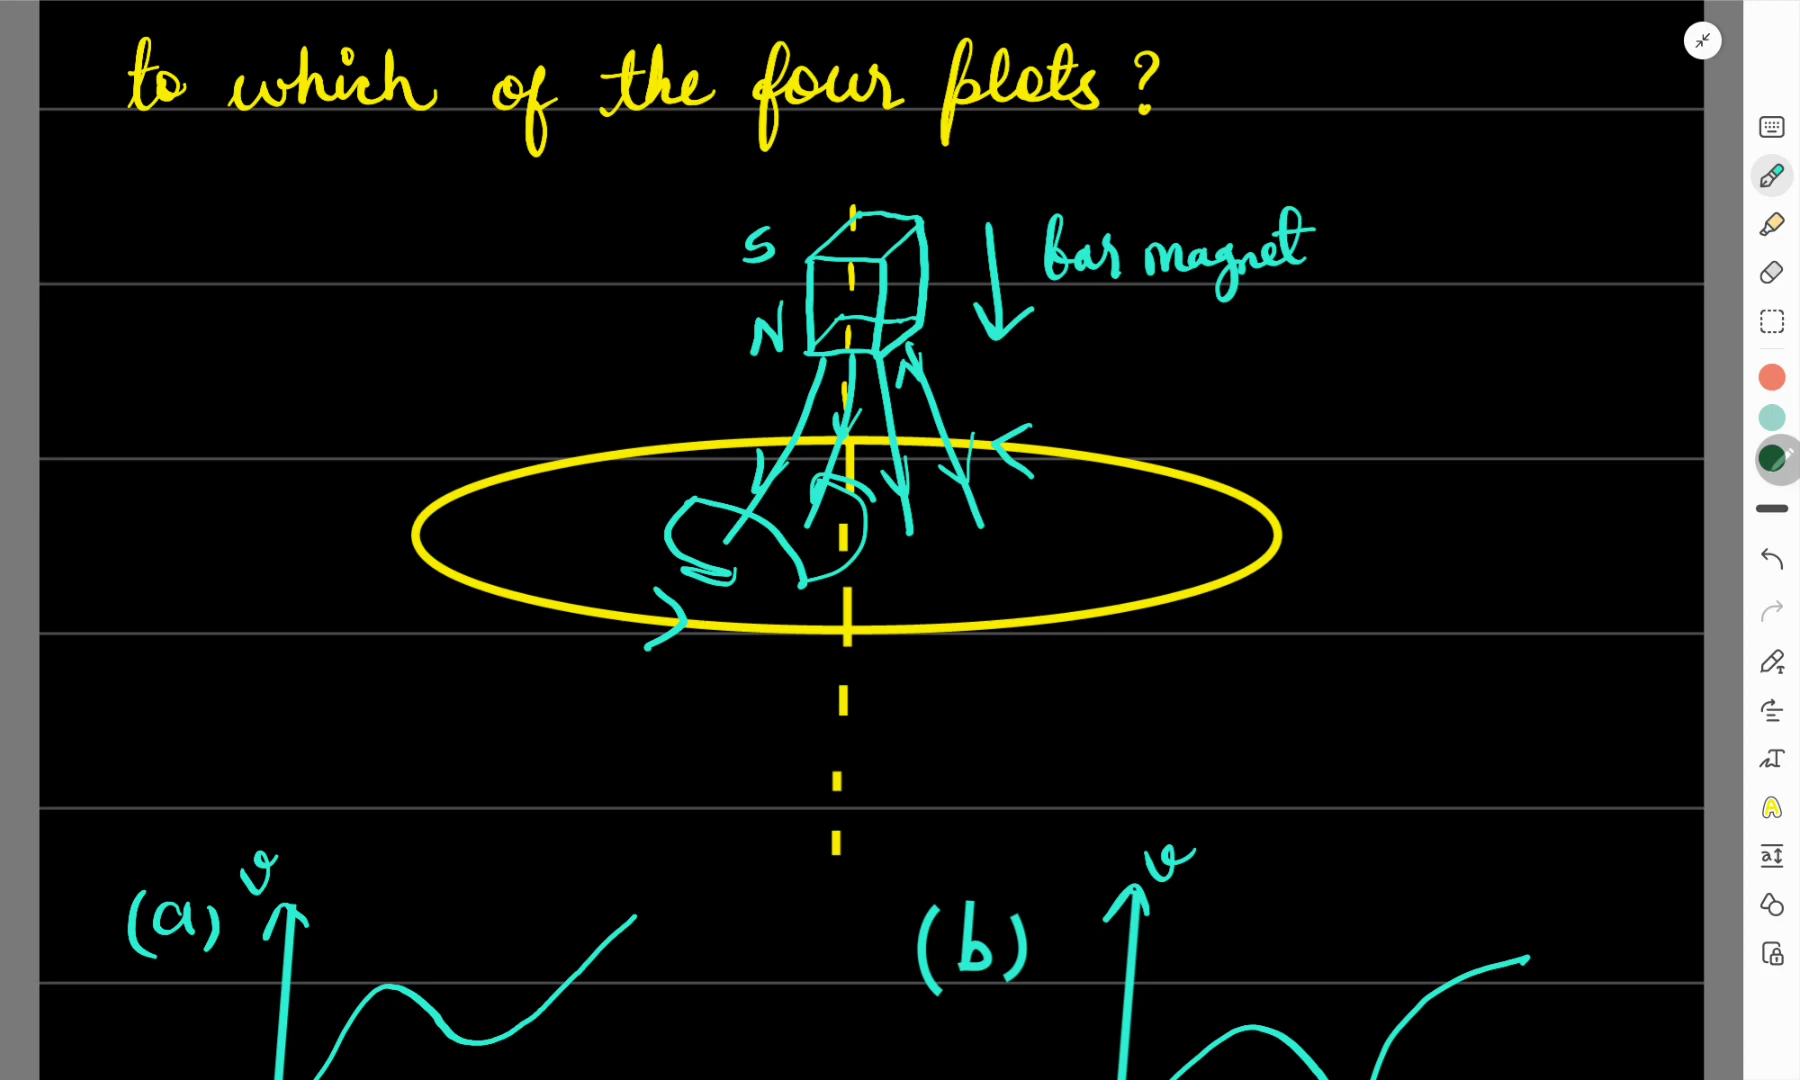 to which of the four plots?
S
bar magnet
N
v
v
(a)
(b)